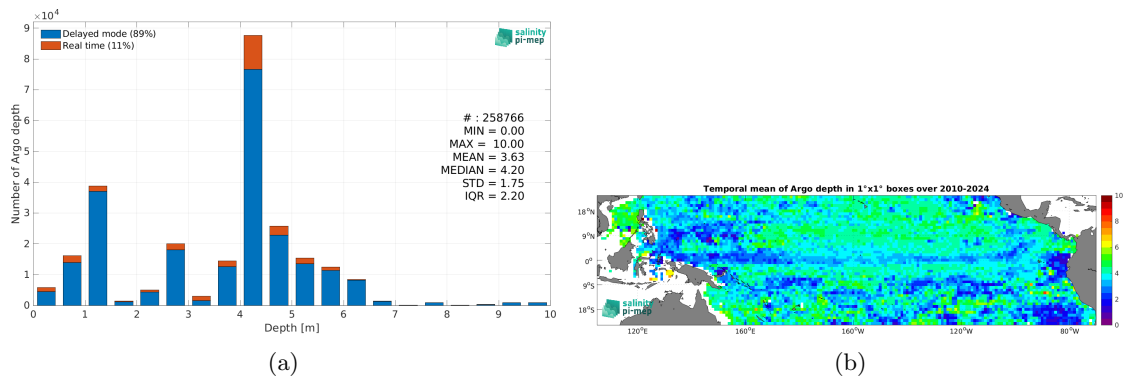 ×10⁴
Delayed mode (89%)
Real time (11%)
salinity
pi-mep
9
8
7
6
5
4
3
2
1
0
Number of Argo depth
# : 258766
MIN = 0.00
MAX = 10.00
MEAN = 3.63
MEDIAN = 4.20
STD = 1.75
IQR = 2.20
0 1 2 3 4 5 6 7 8 9 10
Depth [m]
(a)
Temporal mean of Argo depth in 1°x1° boxes over 2010-2024
18°N
9°N
0°
9°S
18°S
salinity
pi-mep
120°E 160°E 160°W 120°W 80°W
10
8
6
4
2
0
(b)